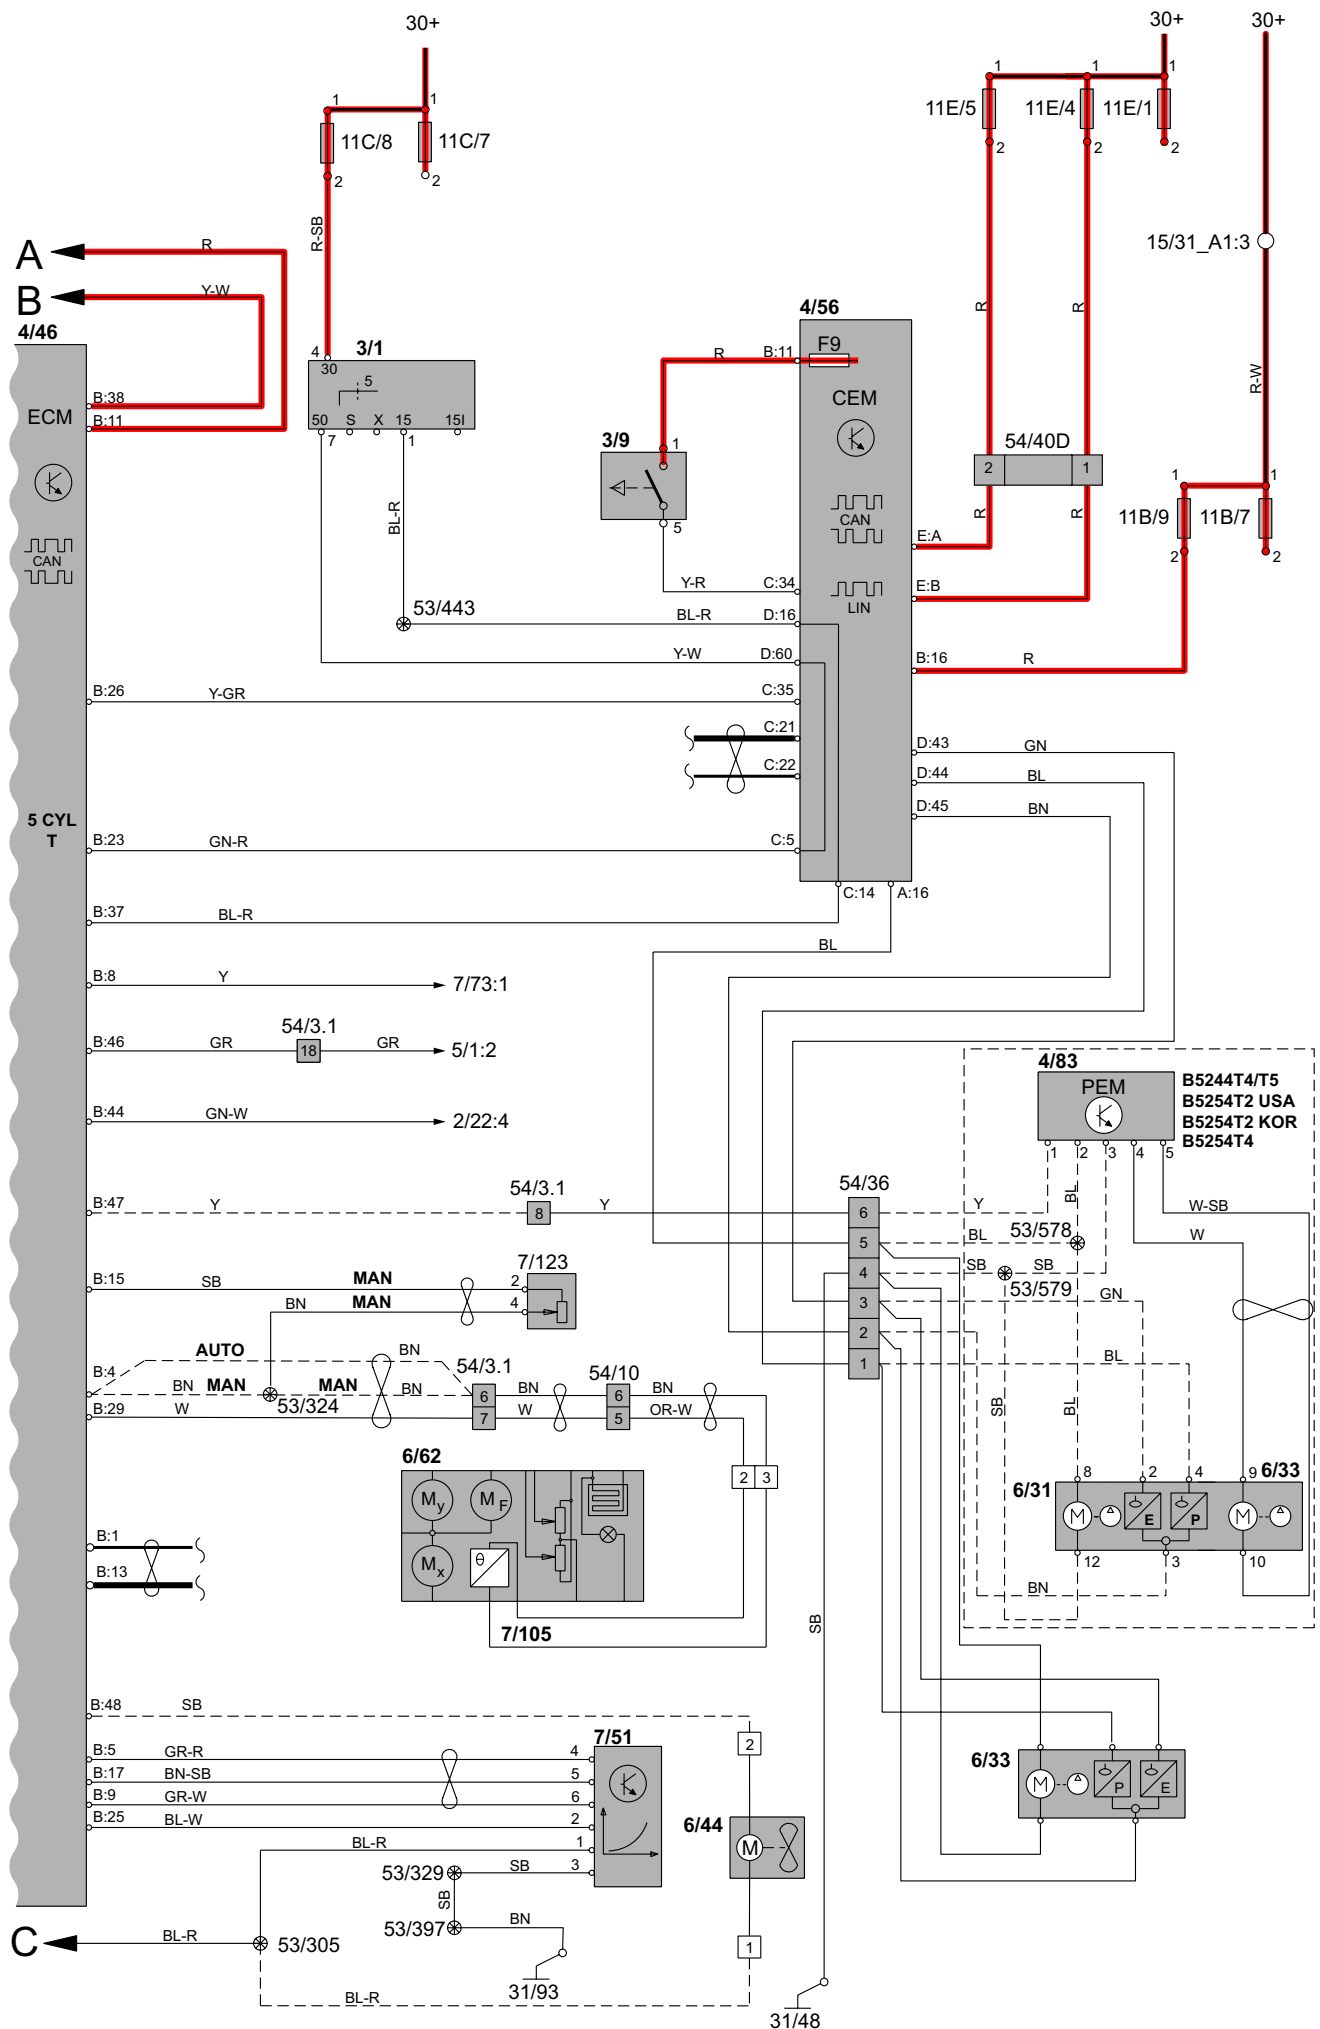 30+
30+
30+
1
1
1
1
1
11C/8
11C/7
11E/5
11E/4
11E/1
2
2
2
2
2
R-SB
15/31_A1:3
A
R
B
Y-W
R
R
R-W
4/46
4/56
4
3/1
30
5
50
S
X
15
15I
7
1
R
B:11
F9
ECM
B:38
B:11
CEM
CAN
3/9
1
5
54/40D
2
1
1
1
11B/9
11B/7
2
2
R
R
CAN
LIN
E:A
E:B
BL-R
Y-R
C:34
53/443
BL-R
D:16
Y-W
D:60
B:16
R
B:26
Y-GR
C:35
C:21
C:22
D:43
GN
D:44
BL
D:45
BN
5 CYL
T
B:23
GN-R
C:5
C:14
A:16
B:37
BL-R
BL
B:8
Y
7/73:1
B:46
GR
54/3.1
18
GR
5/1:2
B:44
GN-W
2/22:4
4/83
PEM
B5244T4/T5
B5254T2 USA
B5254T2 KOR
B5254T4
1
2
3
4
5
B:47
Y
54/3.1
8
Y
54/36
6
5
4
3
2
1
Y
BL
BL
53/578
W-SB
W
SB
SB
53/579
GN
BL
B:15
SB
MAN
7/123
2
4
BN
MAN
AUTO
BN
B:4
BN
MAN
MAN
BN
53/324
54/3.1
6
7
BN
W
54/10
6
5
BN
OR-W
B:29
W
2
3
SB
BL
6/62
My
MF
Mx
θ
7/105
8
2
4
9
6/33
6/31
M
E
P
M
12
3
10
BN
B:1
B:13
SB
B:48
SB
2
7/51
B:5
GR-R
4
B:17
BN-SB
5
B:9
GR-W
6
B:25
BL-W
2
BL-R
1
SB
3
53/329
SB
53/397
BN
31/93
6/44
M
1
6/33
M
P
E
C
BL-R
53/305
BL-R
31/48